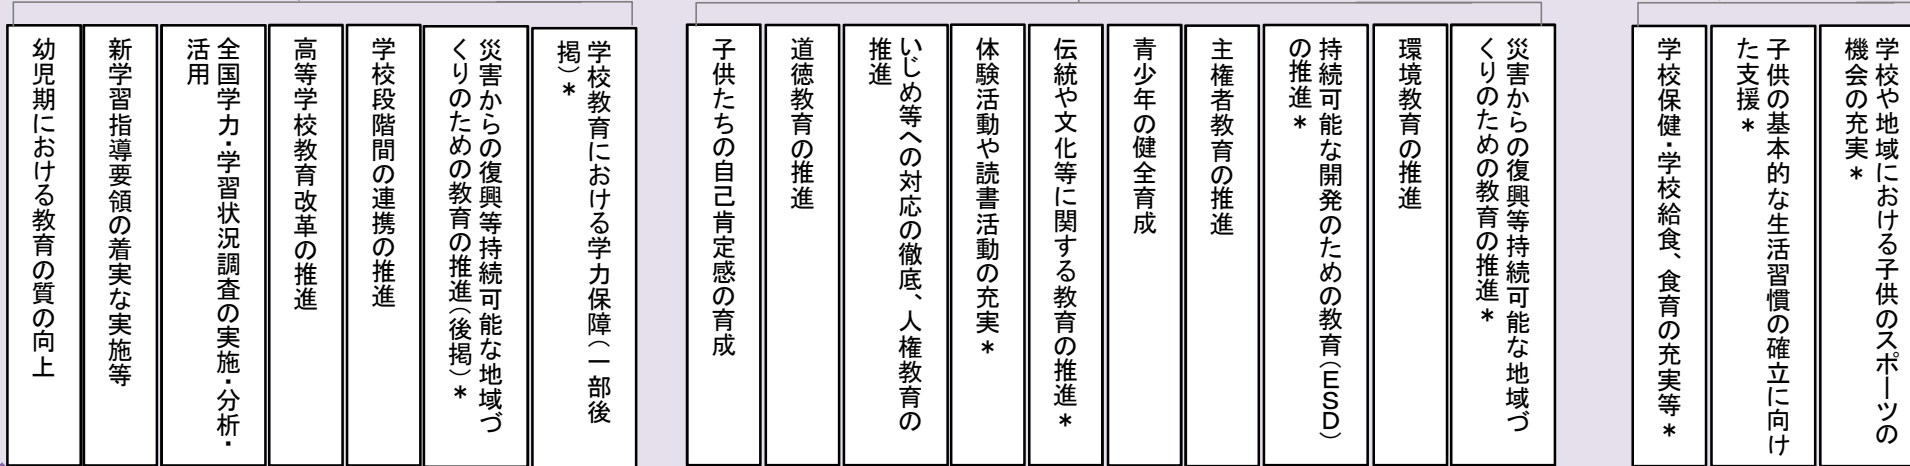 幼児期における教育の質の向上
新学習指導要領の着実な実施等
全国学力・学習状況調査の実施・分析・
活用
高等学校教育改革の推進
学校段階間の連携の推進
災害からの復興等持続可能な地域づ
くりのための教育の推進（後掲）＊
学校教育における学力保障（一部後
掲）＊
子供たちの自己肯定感の育成
道徳教育の推進
いじめ等への対応の徹底、人権教育の
推進
体験活動や読書活動の充実＊
伝統や文化等に関する教育の推進＊
青少年の健全育成
主権者教育の推進
持続可能な開発のための教育（ESD）
の推進＊
環境教育の推進
災害からの復興等持続可能な地域づ
くりのための教育の推進＊
学校保健・学校給食、食育の充実等＊
子供の基本的な生活習慣の確立に向け
た支援＊
学校や地域における子供のスポーツの
機会の充実＊